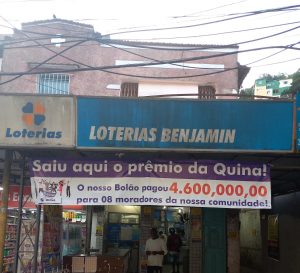 Loterias
LOTERIAS BENJAMIN
Saiu aqui o prêmio da Quina!
O nosso Bolão pagou 4.600,000,00
para 08 moradores da nossa comunidade!